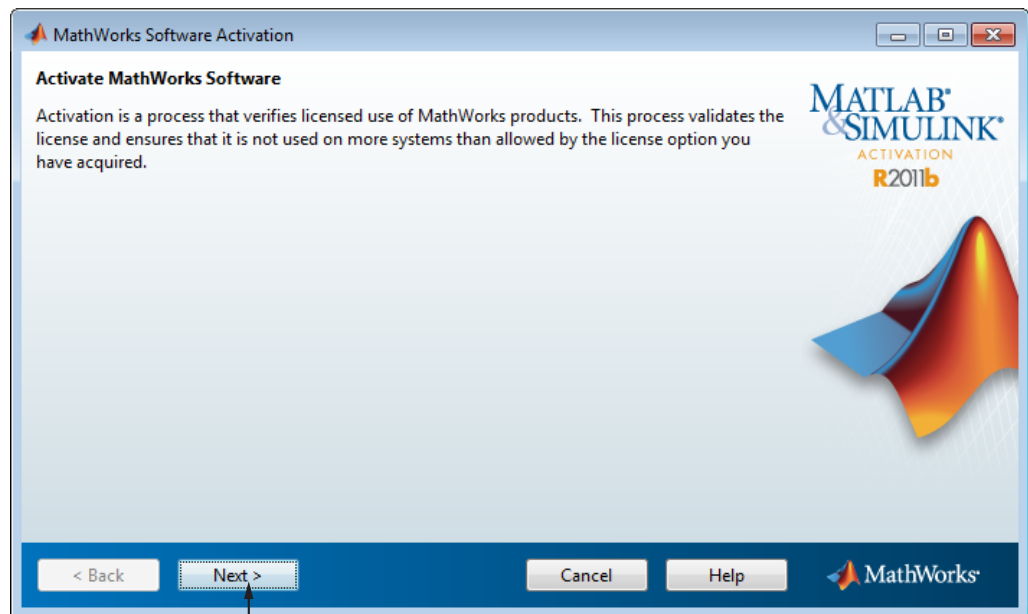 MathWorks Software Activation
Activate MathWorks Software
Activation is a process that verifies licensed use of MathWorks products.  This process validates the
license and ensures that it is not used on more systems than allowed by the license option you
have acquired.
MATLAB®
&SIMULINK®
ACTIVATION
R2011b
< Back
Next >
Cancel
Help
MathWorks®